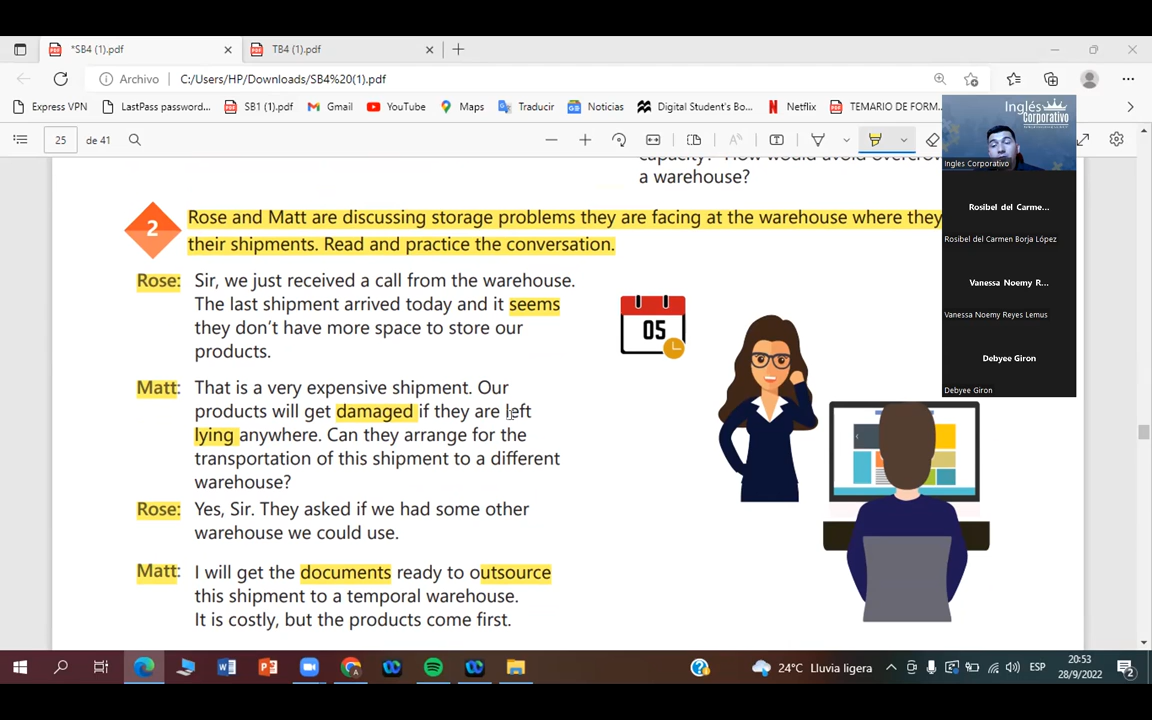 *SB4 (1).pdf
TB4 (1).pdf
Archivo
C:/Users/HP/Downloads/SB4%20(1).pdf
Express VPN
LastPass password...
SB1 (1).pdf
Gmail
YouTube
Maps
Traducir
Noticias
Digital Student's Bo...
Netflix
TEMARIO DE FORM...
25 de 41
Inglés
Corporativo
Ingles Corporativo
Rosibel del Carme...
Rosibel del Carmen Borja López
Vanessa Noemy R...
Vanessa Noemy Reyes Lemus
Debyee Giron
Debyee Giron
a warehouse?
2
Rose and Matt are discussing storage problems they are facing at the warehouse where they
their shipments. Read and practice the conversation.
Rose: Sir, we just received a call from the warehouse.
The last shipment arrived today and it seems
they don't have more space to store our
products.
Matt: That is a very expensive shipment. Our
products will get damaged if they are left
lying anywhere. Can they arrange for the
transportation of this shipment to a different
warehouse?
Rose: Yes, Sir. They asked if we had some other
warehouse we could use.
Matt: I will get the documents ready to outsource
this shipment to a temporal warehouse.
It is costly, but the products come first.
05
24°C Lluvia ligera
ESP
20:53
28/9/2022
2